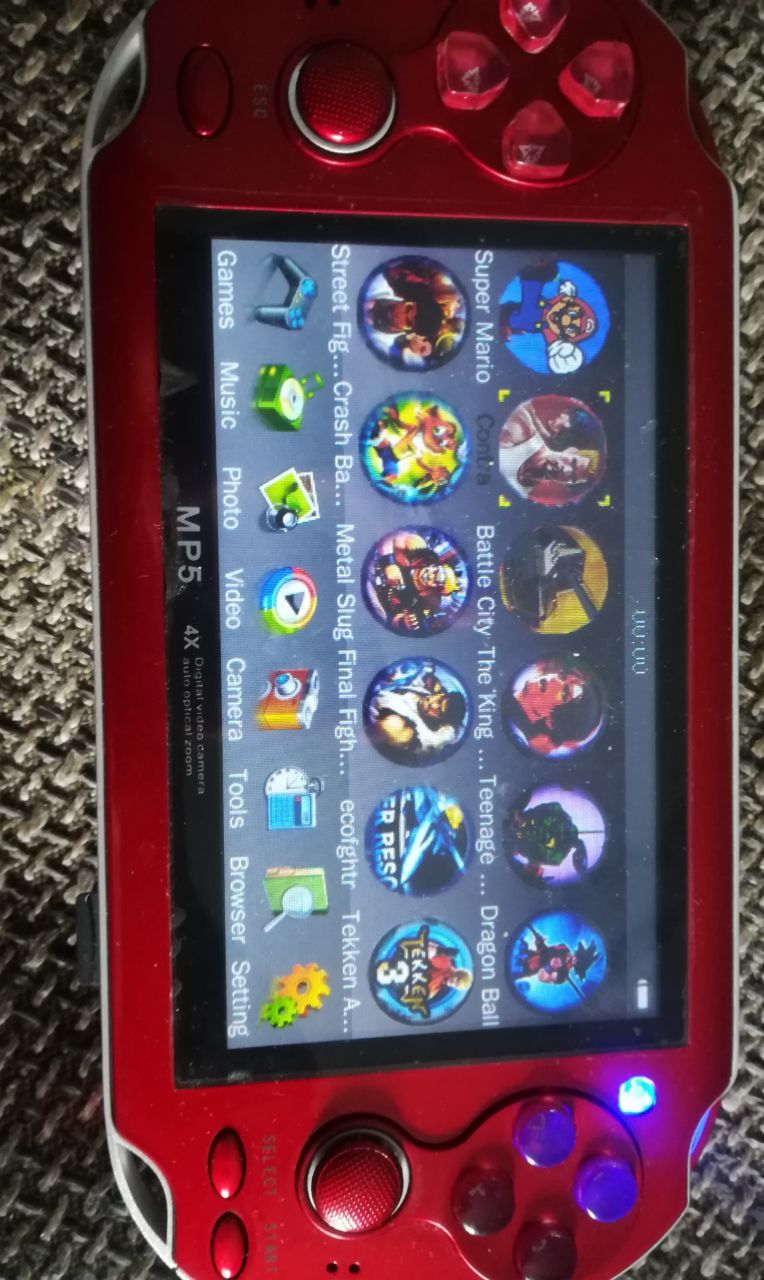 00:00
Super Mario Contra Battle City The King ... Teenage ... Dragon Ball
ER RESC
TEKKEN
3
Street Fig... Crash Ba... Metal Slug Final Figh... ecofghtr Tekken A...
Games Music Photo Video Camera Tools Browser Setting
ESC
SELECT START
MP5 4X Digital video camera
auto optical zoom